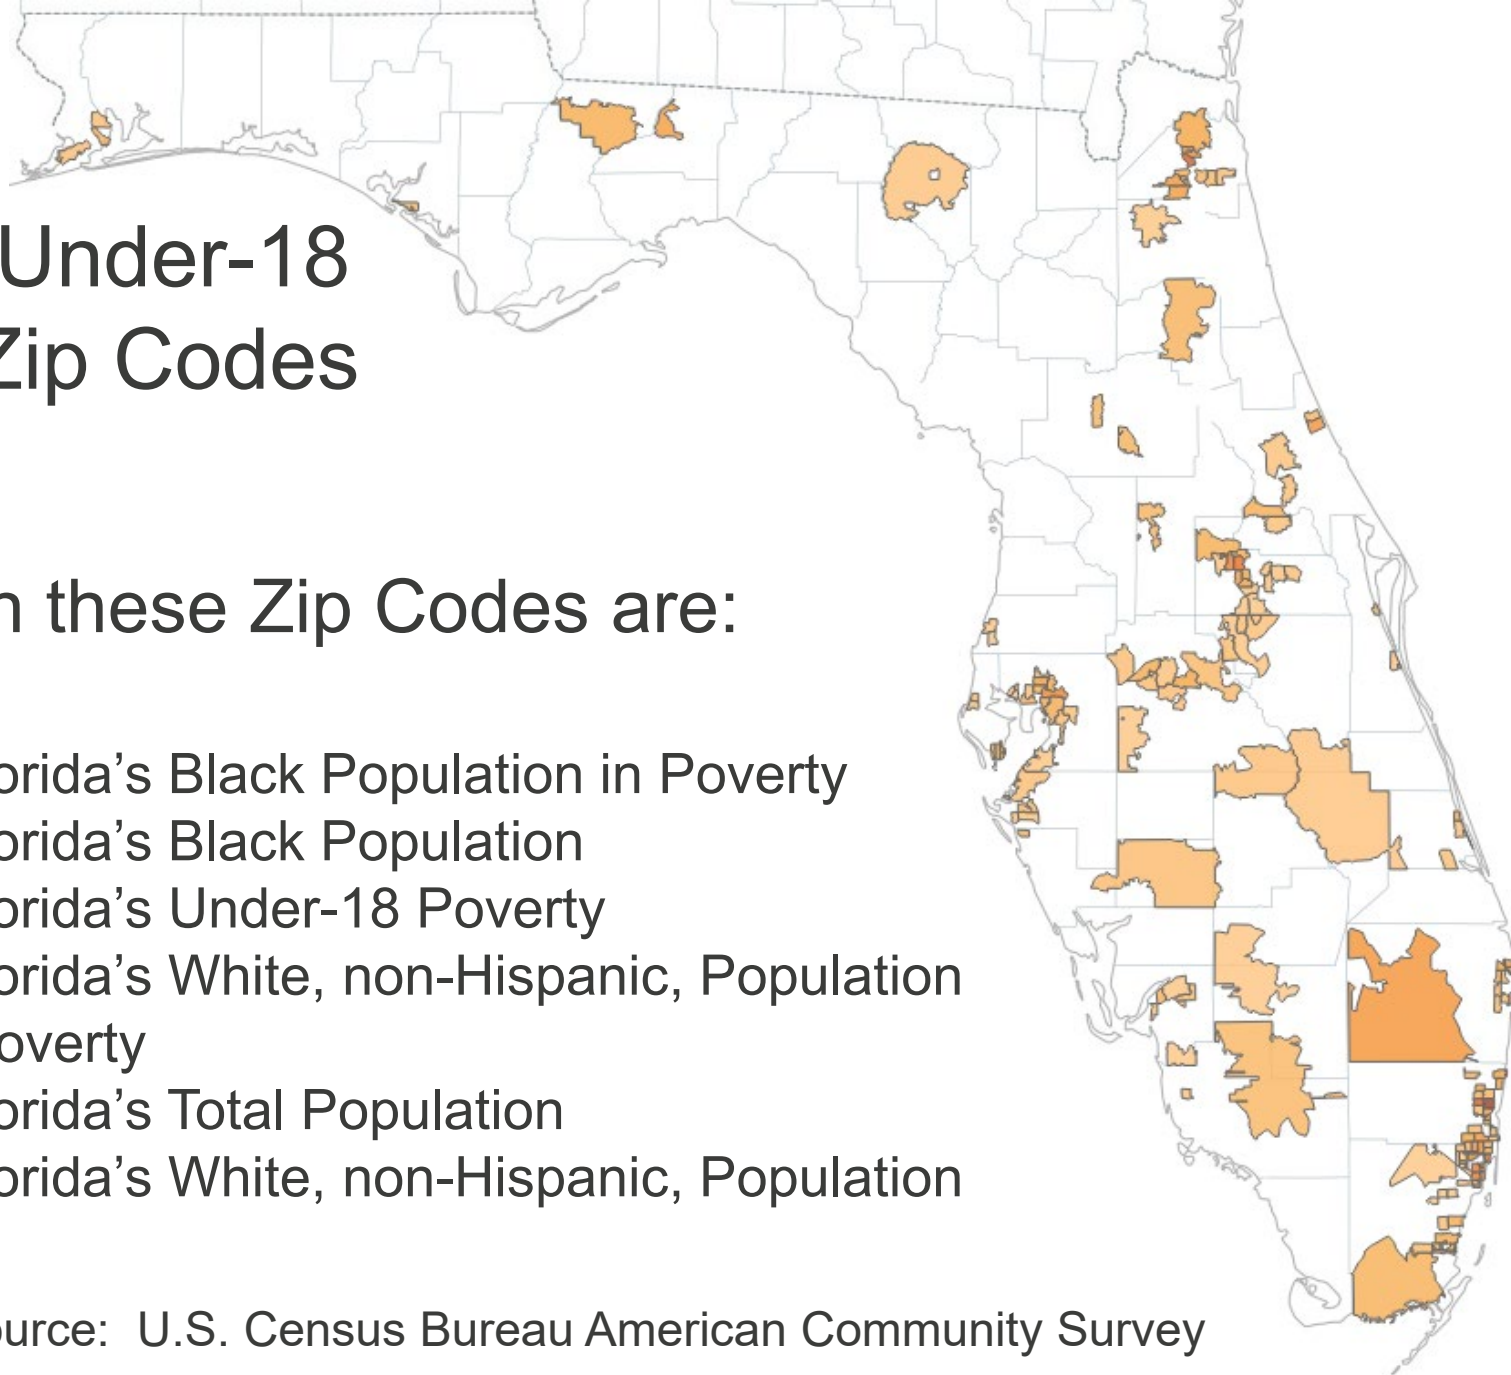 Under-18
Zip Codes
n these Zip Codes are:
orida’s Black Population in Poverty
orida’s Black Population
orida’s Under-18 Poverty
orida’s White, non-Hispanic, Population
overty
orida’s Total Population
orida’s White, non-Hispanic, Population
ource:  U.S. Census Bureau American Community Survey